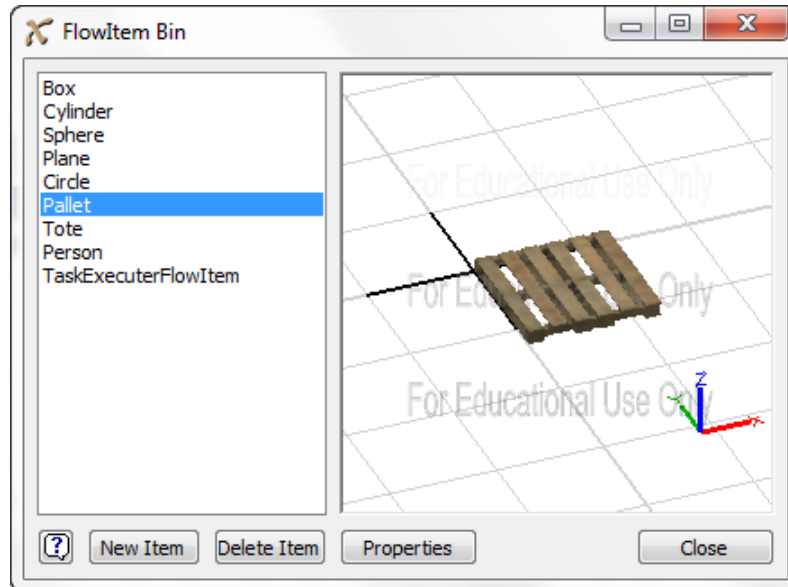 FlowItem Bin
Box
Cylinder
Sphere
Plane
Circle
Pallet
Tote
Person
TaskExecuterFlowItem
For Educational Use Only
For Educational Use Only
For Educational Use Only
Z
Y
X
?
New Item
Delete Item
Properties
Close